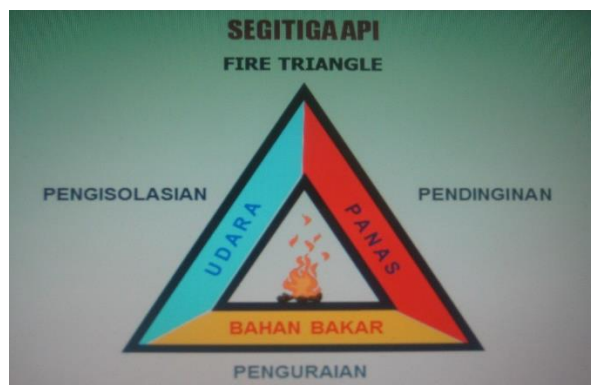 SEGITIGA API
FIRE TRIANGLE
PENGISOLASIAN
PENDINGINAN
UDARA
PANAS
BAHAN BAKAR
PENGURAIAN